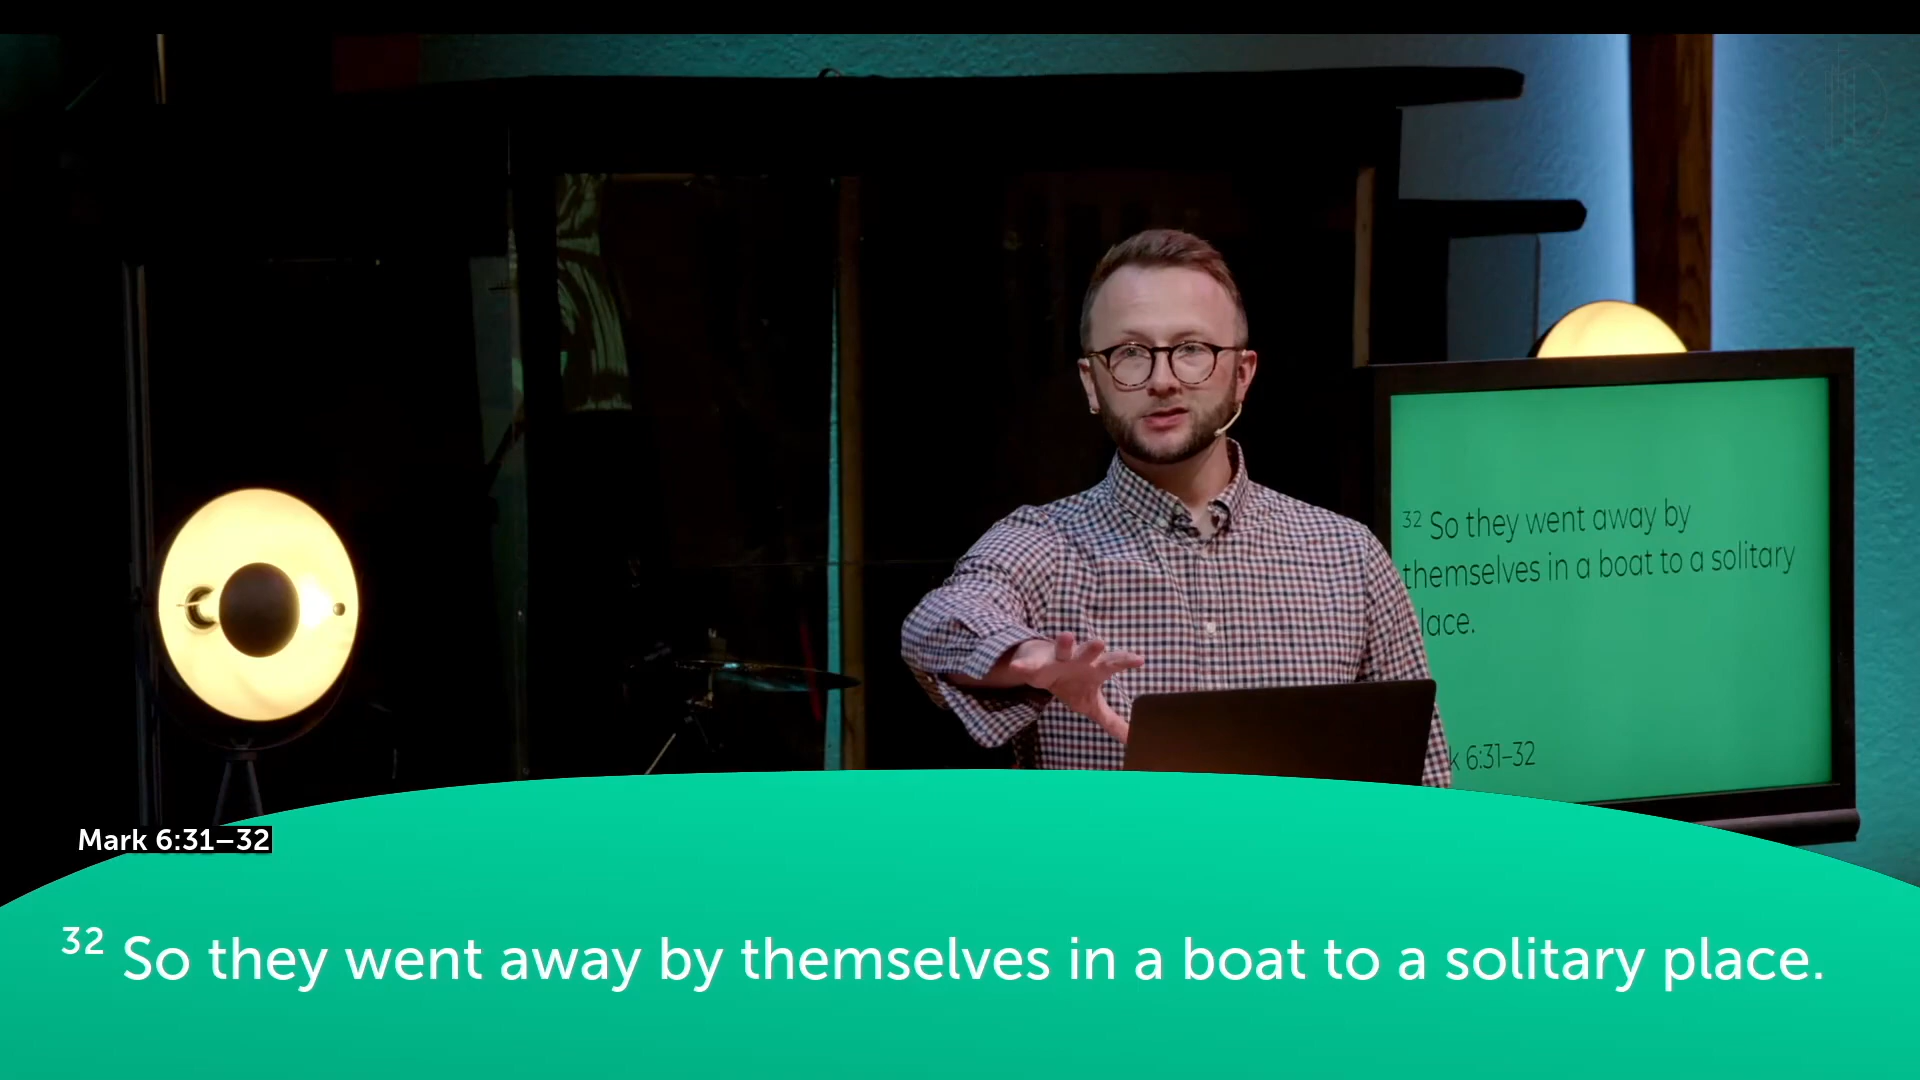 32 So they went away by
themselves in a boat to a solitary
lace.
k 6:31–32
Mark 6:31–32
32 So they went away by themselves in a boat to a solitary place.